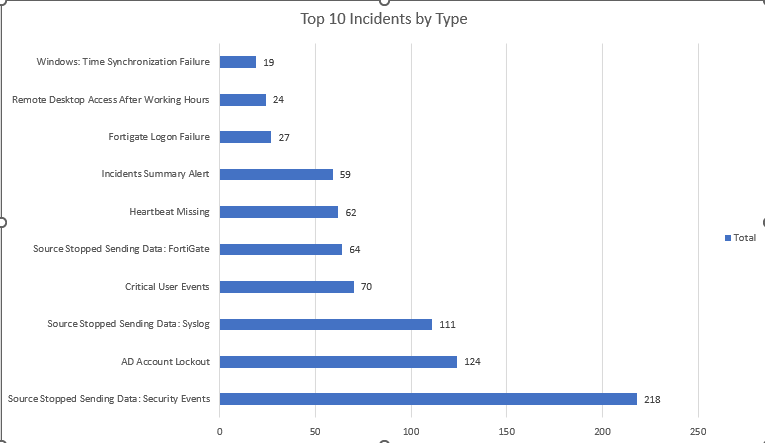 Top 10 Incidents by Type
Windows: Time Synchronization Failure 19
Remote Desktop Access After Working Hours 24
Fortigate Logon Failure 27
Incidents Summary Alert 59
Heartbeat Missing 62
Source Stopped Sending Data: FortiGate 64
Critical User Events 70
Source Stopped Sending Data: Syslog 111
AD Account Lockout 124
Source Stopped Sending Data: Security Events 218
0 50 100 150 200 250
Total